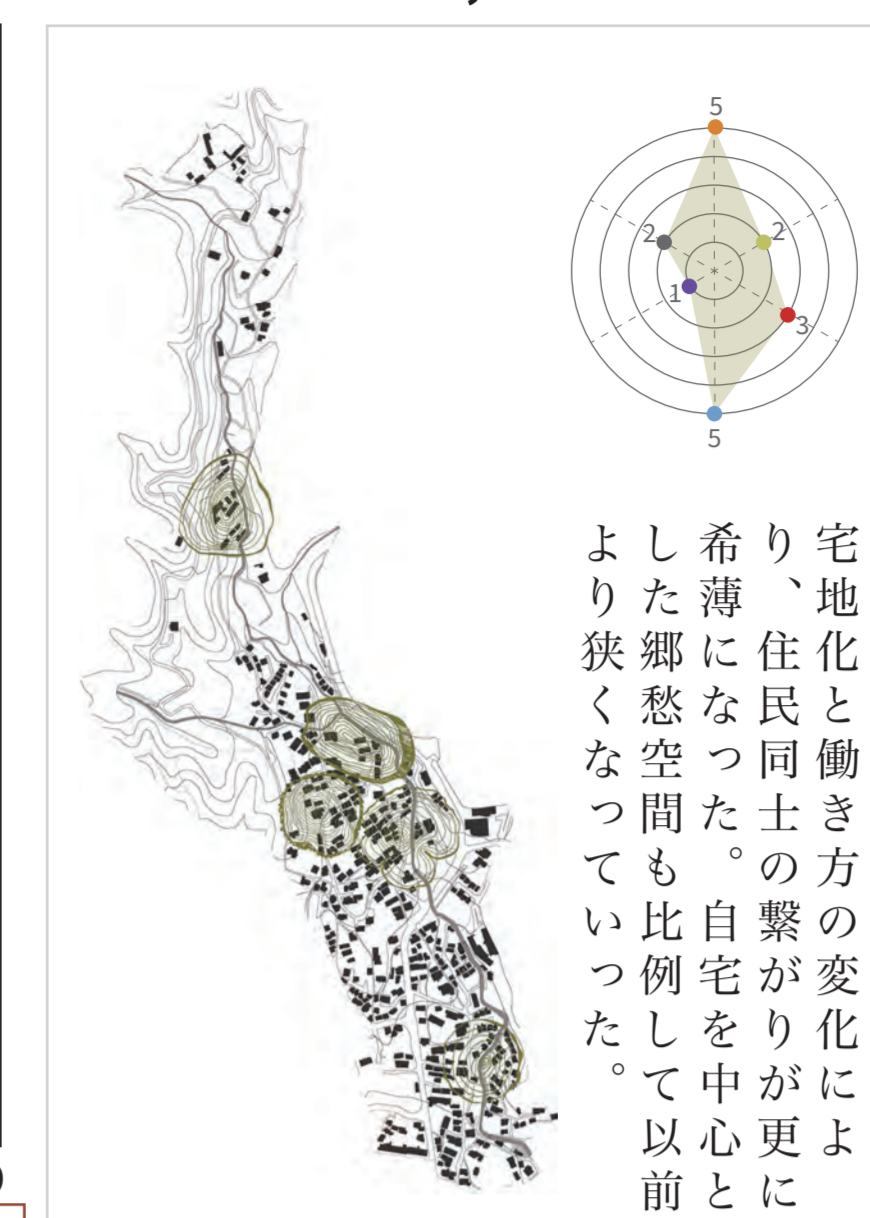 5
2
2
1
3
5
宅地化と働き方の変化によ
り、住民同士の繋がりが更に
希薄になった。自宅を中心と
した郷愁空間も比例して以前
より狭くなっていった。